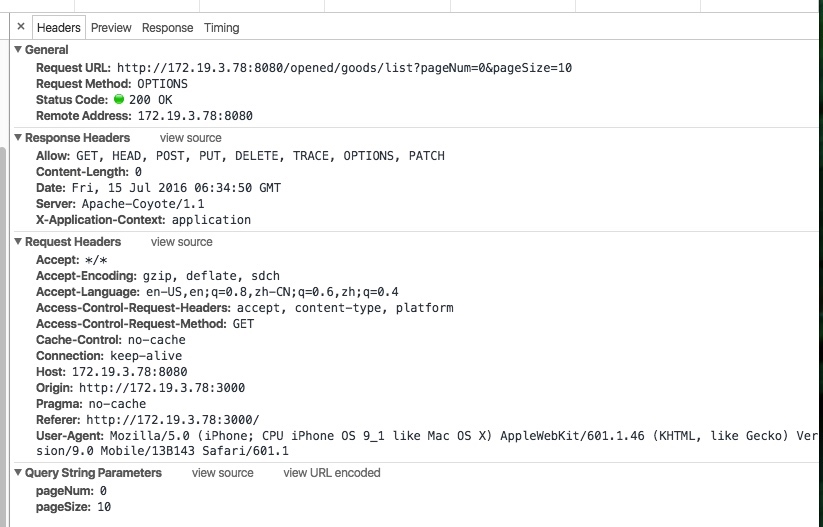 × Headers Preview Response Timing
▼ General
Request URL: http://172.19.3.78:8080/opened/goods/list?pageNum=0&pageSize=10
Request Method: OPTIONS
Status Code: 200 OK
Remote Address: 172.19.3.78:8080
▼ Response Headers view source
Allow: GET, HEAD, POST, PUT, DELETE, TRACE, OPTIONS, PATCH
Content-Length: 0
Date: Fri, 15 Jul 2016 06:34:50 GMT
Server: Apache-Coyote/1.1
X-Application-Context: application
▼ Request Headers view source
Accept: */*
Accept-Encoding: gzip, deflate, sdch
Accept-Language: en-US,en;q=0.8,zh-CN;q=0.6,zh;q=0.4
Access-Control-Request-Headers: accept, content-type, platform
Access-Control-Request-Method: GET
Cache-Control: no-cache
Connection: keep-alive
Host: 172.19.3.78:8080
Origin: http://172.19.3.78:3000
Pragma: no-cache
Referer: http://172.19.3.78:3000/
User-Agent: Mozilla/5.0 (iPhone; CPU iPhone OS 9_1 like Mac OS X) AppleWebKit/601.1.46 (KHTML, like Gecko) Ver
sion/9.0 Mobile/13B143 Safari/601.1
▼ Query String Parameters view source view URL encoded
pageNum: 0
pageSize: 10